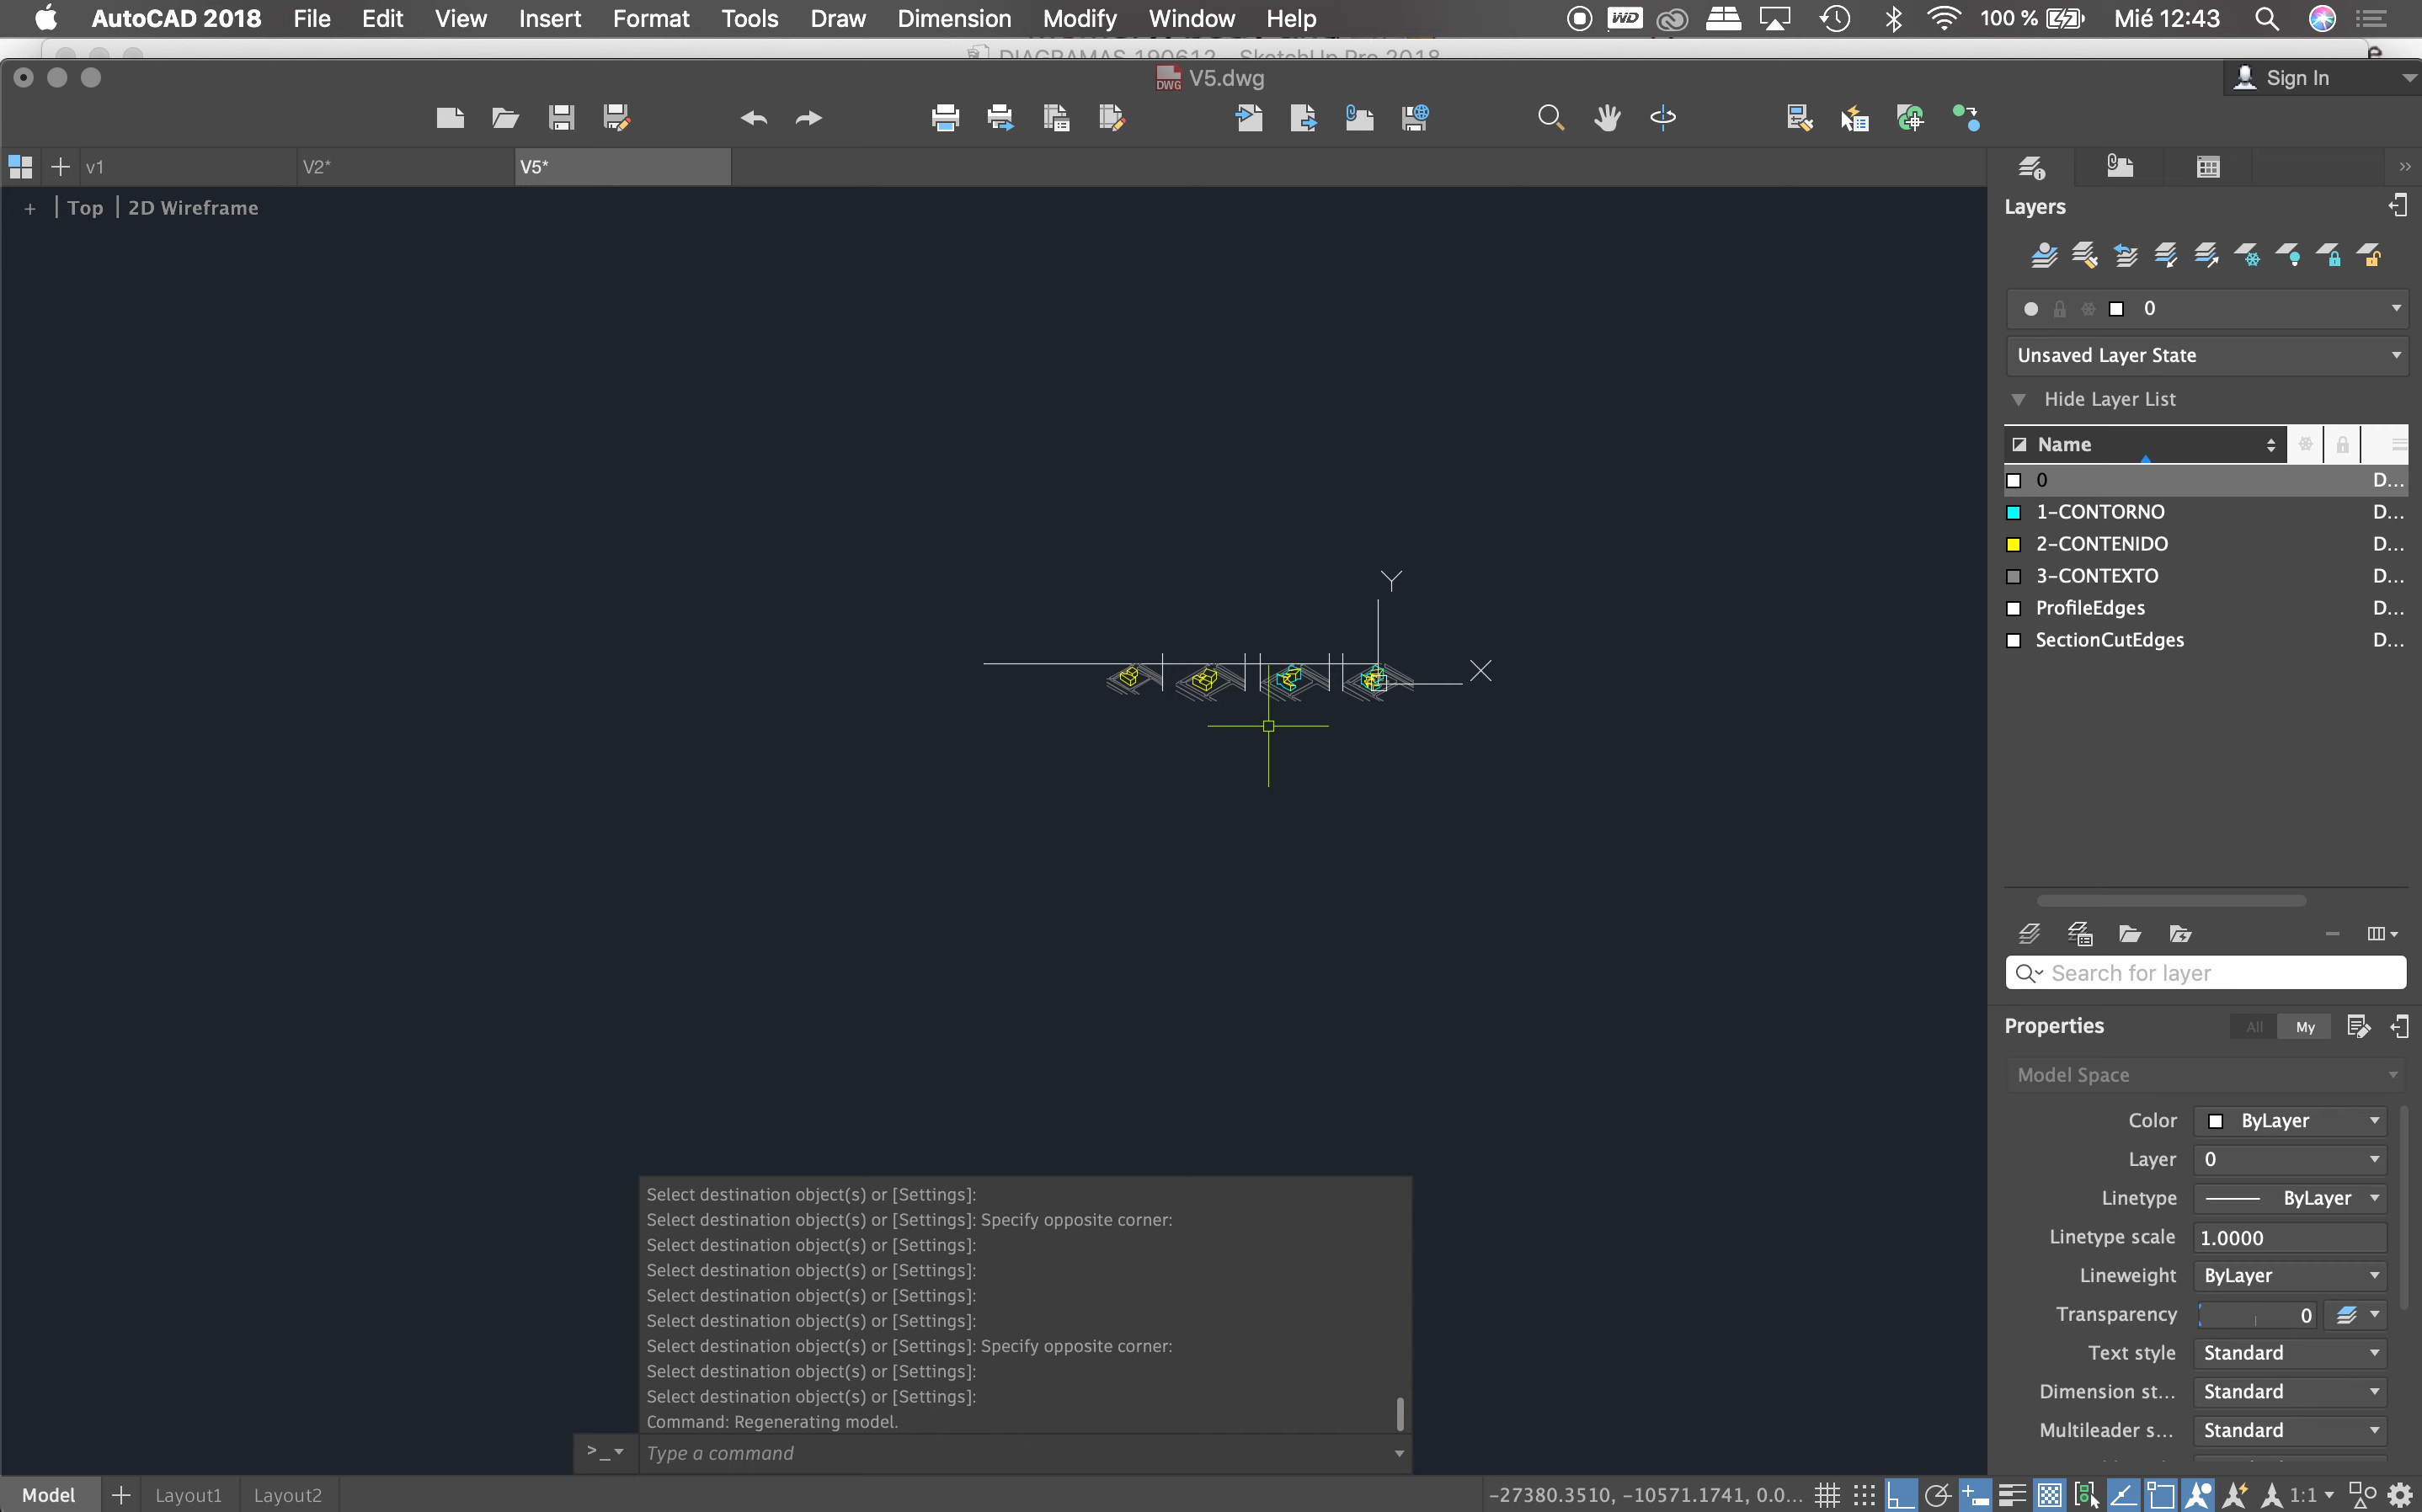 AutoCAD 2018 File Edit View Insert Format Tools Draw Dimension Modify Window Help WD 100 % Mié 12:43
DIAGRAMAS 190612 - SketchUp Pro 2018
DWG V5.dwg
Sign In
v1 V2* V5*
+ | Top | 2D Wireframe
Layers
0
Unsaved Layer State
Hide Layer List
Name
0 D...
1-CONTORNO D...
2-CONTENIDO D...
3-CONTEXTO D...
ProfileEdges D...
SectionCutEdges D...
Y
X
Search for layer
Properties All My
Model Space
Color ByLayer
Layer 0
Linetype ByLayer
Linetype scale 1.0000
Lineweight ByLayer
Transparency 0
Text style Standard
Dimension st... Standard
Multileader s... Standard
Select destination object(s) or [Settings]:
Select destination object(s) or [Settings]: Specify opposite corner:
Select destination object(s) or [Settings]:
Select destination object(s) or [Settings]:
Select destination object(s) or [Settings]:
Select destination object(s) or [Settings]:
Select destination object(s) or [Settings]: Specify opposite corner:
Select destination object(s) or [Settings]:
Select destination object(s) or [Settings]:
Command: Regenerating model.
>_ Type a command
Model + Layout1 Layout2 -27380.3510, -10571.1741, 0.0... 1:1